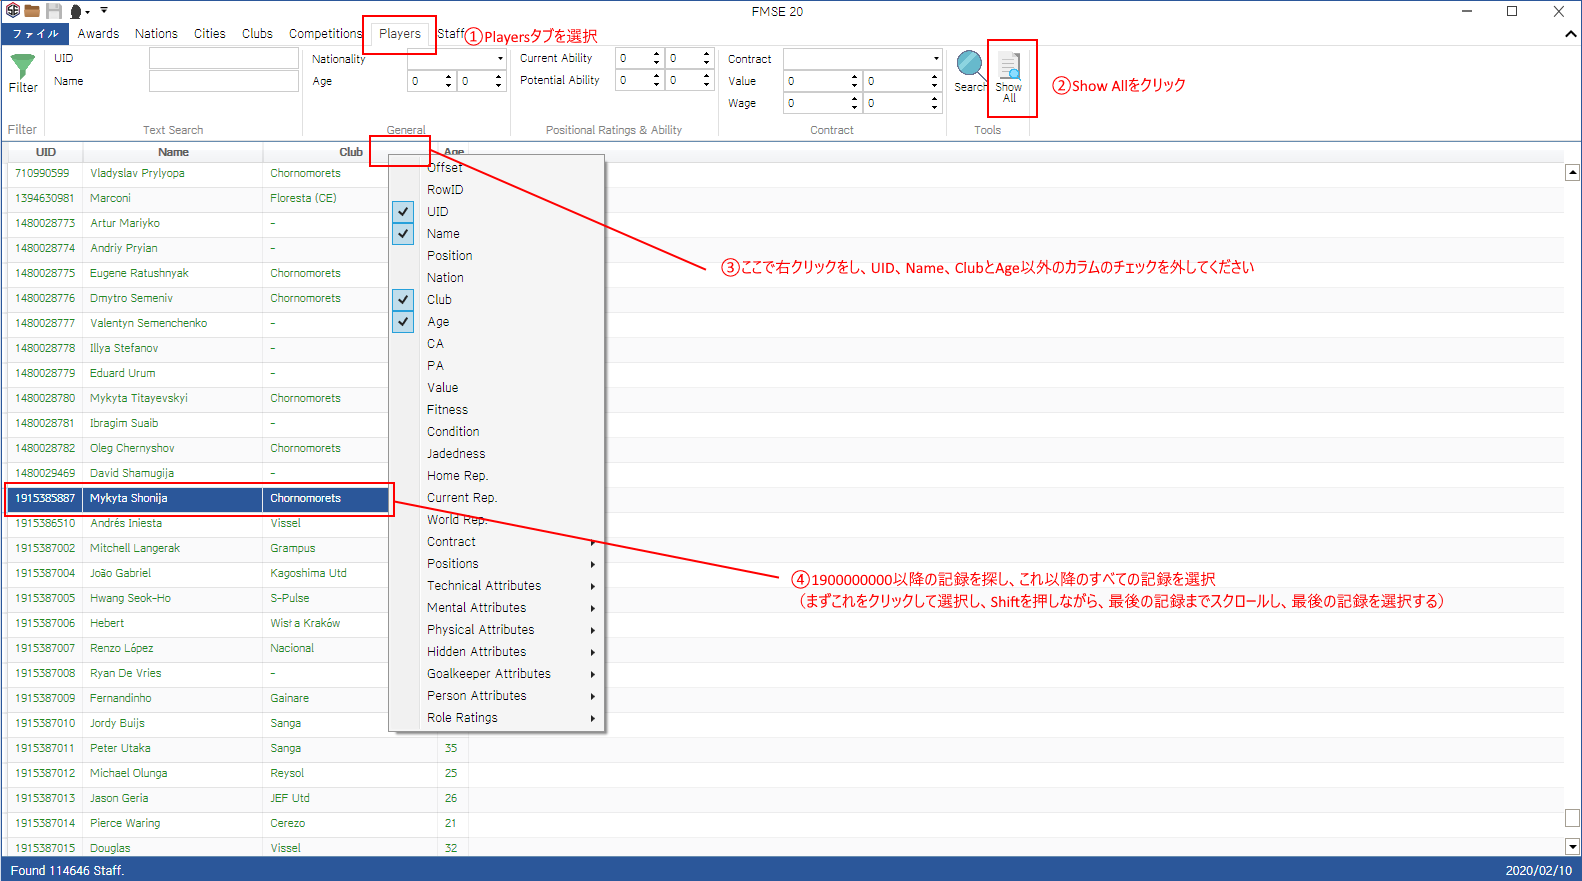 FMSE 20
ファイル Awards Nations Cities Clubs Competitions Players Staff
①Playersタブを選択
UID
Name
Filter
Filter
Text Search
Nationality
Age 0 0
General
Current Ability 0 0
Potential Ability 0 0
Positional Ratings & Ability
Contract
Value 0 0
Wage 0 0
Contract
Search
Show
All
Tools
②Show Allをクリック
UID Name Club Age
710990599 Vladyslav Prylyopa Chornomorets
1394630981 Marconi Floresta (CE)
1480028773 Artur Mariyko -
1480028774 Andriy Pryian -
1480028775 Eugene Ratushnyak Chornomorets
1480028776 Dmytro Semeniv Chornomorets
1480028777 Valentyn Semenchenko -
1480028778 Illya Stefanov -
1480028779 Eduard Urum -
1480028780 Mykyta Titayevskyi Chornomorets
1480028781 Ibragim Suaib -
1480028782 Oleg Chernyshov Chornomorets
1480029469 David Shamugija -
1915385887 Mykyta Shonija Chornomorets
1915386510 Andrés Iniesta Vissel
1915387002 Mitchell Langerak Grampus
1915387004 João Gabriel Kagoshima Utd
1915387005 Hwang Seok-Ho S-Pulse
1915387006 Hebert Wisła Kraków
1915387007 Renzo López Nacional
1915387008 Ryan De Vries -
1915387009 Fernandinho Gainare
1915387010 Jordy Buijs Sanga
1915387011 Peter Utaka Sanga 35
1915387012 Michael Olunga Reysol 25
1915387013 Jason Geria JEF Utd 26
1915387014 Pierce Waring Cerezo 21
1915387015 Douglas Vissel 32
Offset
RowID
UID
Name
Position
Nation
Club
Age
CA
PA
Value
Fitness
Condition
Jadedness
Home Rep.
Current Rep.
World Rep.
Contract
Positions
Technical Attributes
Mental Attributes
Physical Attributes
Hidden Attributes
Goalkeeper Attributes
Person Attributes
Role Ratings
③ここで右クリックをし、UID、Name、ClubとAge以外のカラムのチェックを外してください
④1900000000以降の記録を探し、これ以降のすべての記録を選択
（まずこれをクリックして選択し、Shiftを押しながら、最後の記録までスクロールし、最後の記録を選択する）
Found 114646 Staff.
2020/02/10